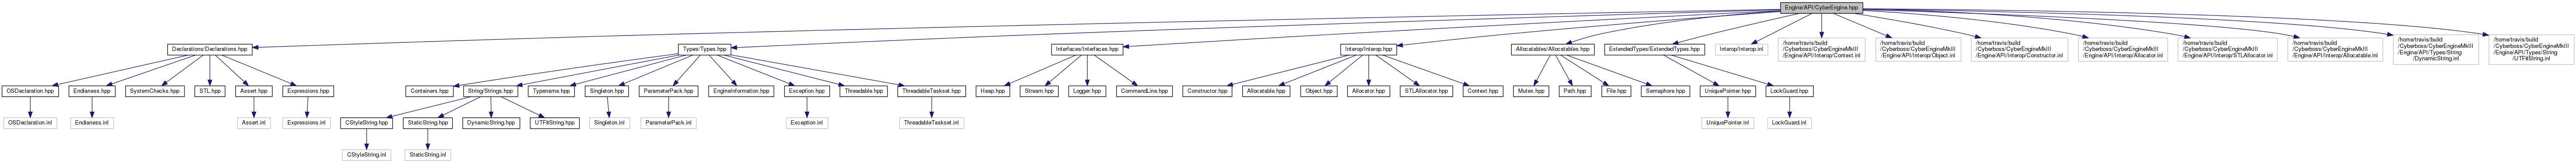 Engine/API/CyberEngine.hpp
Declarations/Declarations.hpp
Types/Types.hpp
Interfaces/Interfaces.hpp
Interop/Interop.hpp
Allocatables/Allocatables.hpp
ExtendedTypes/ExtendedTypes.hpp
Interop/Interop.inl
/home/travis/build
/Cyberboss/CyberEngineMkIII
/Engine/API/Interop/Context.inl
/home/travis/build
/Cyberboss/CyberEngineMkIII
/Engine/API/Interop/Object.inl
/home/travis/build
/Cyberboss/CyberEngineMkIII
/Engine/API/Interop/Constructor.inl
/home/travis/build
/Cyberboss/CyberEngineMkIII
/Engine/API/Interop/Allocator.inl
/home/travis/build
/Cyberboss/CyberEngineMkIII
/Engine/API/Interop/STLAllocator.inl
/home/travis/build
/Cyberboss/CyberEngineMkIII
/Engine/API/Interop/Allocatable.inl
/home/travis/build
/Cyberboss/CyberEngineMkIII
/Engine/API/Types/String
/DynamicString.inl
/home/travis/build
/Cyberboss/CyberEngineMkIII
/Engine/API/Types/String
/UTF8String.inl
OSDeclaration.hpp
Endianess.hpp
SystemChecks.hpp
STL.hpp
Assert.hpp
Expressions.hpp
Containers.hpp
String/Strings.hpp
Typename.hpp
Singleton.hpp
ParameterPack.hpp
EngineInformation.hpp
Exception.hpp
Threadable.hpp
ThreadableTaskset.hpp
Heap.hpp
Stream.hpp
Logger.hpp
CommandLine.hpp
Constructor.hpp
Allocatable.hpp
Object.hpp
Allocator.hpp
STLAllocator.hpp
Context.hpp
Mutex.hpp
Path.hpp
File.hpp
Semaphore.hpp
UniquePointer.hpp
LockGuard.hpp
OSDeclaration.inl
Endianess.inl
Assert.inl
Expressions.inl
CStyleString.hpp
StaticString.hpp
DynamicString.hpp
UTF8String.hpp
Singleton.inl
ParameterPack.inl
Exception.inl
ThreadableTaskset.inl
UniquePointer.inl
LockGuard.inl
CStyleString.inl
StaticString.inl